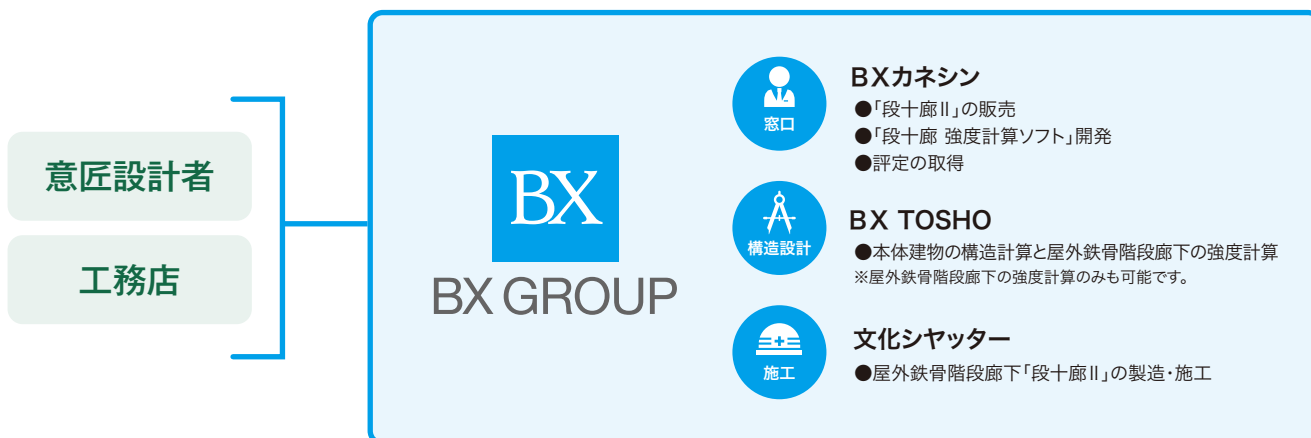 意匠設計者
工務店
BX
BX GROUP
窓口
BXカネシン
●「段十廊Ⅱ」の販売
●「段十廊 強度計算ソフト」開発
●評定の取得
構造設計
BX TOSHO
●本体建物の構造計算と屋外鉄骨階段廊下の強度計算
※屋外鉄骨階段廊下の強度計算のみも可能です。
施工
文化シヤッター
●屋外鉄骨階段廊下「段十廊Ⅱ」の製造・施工